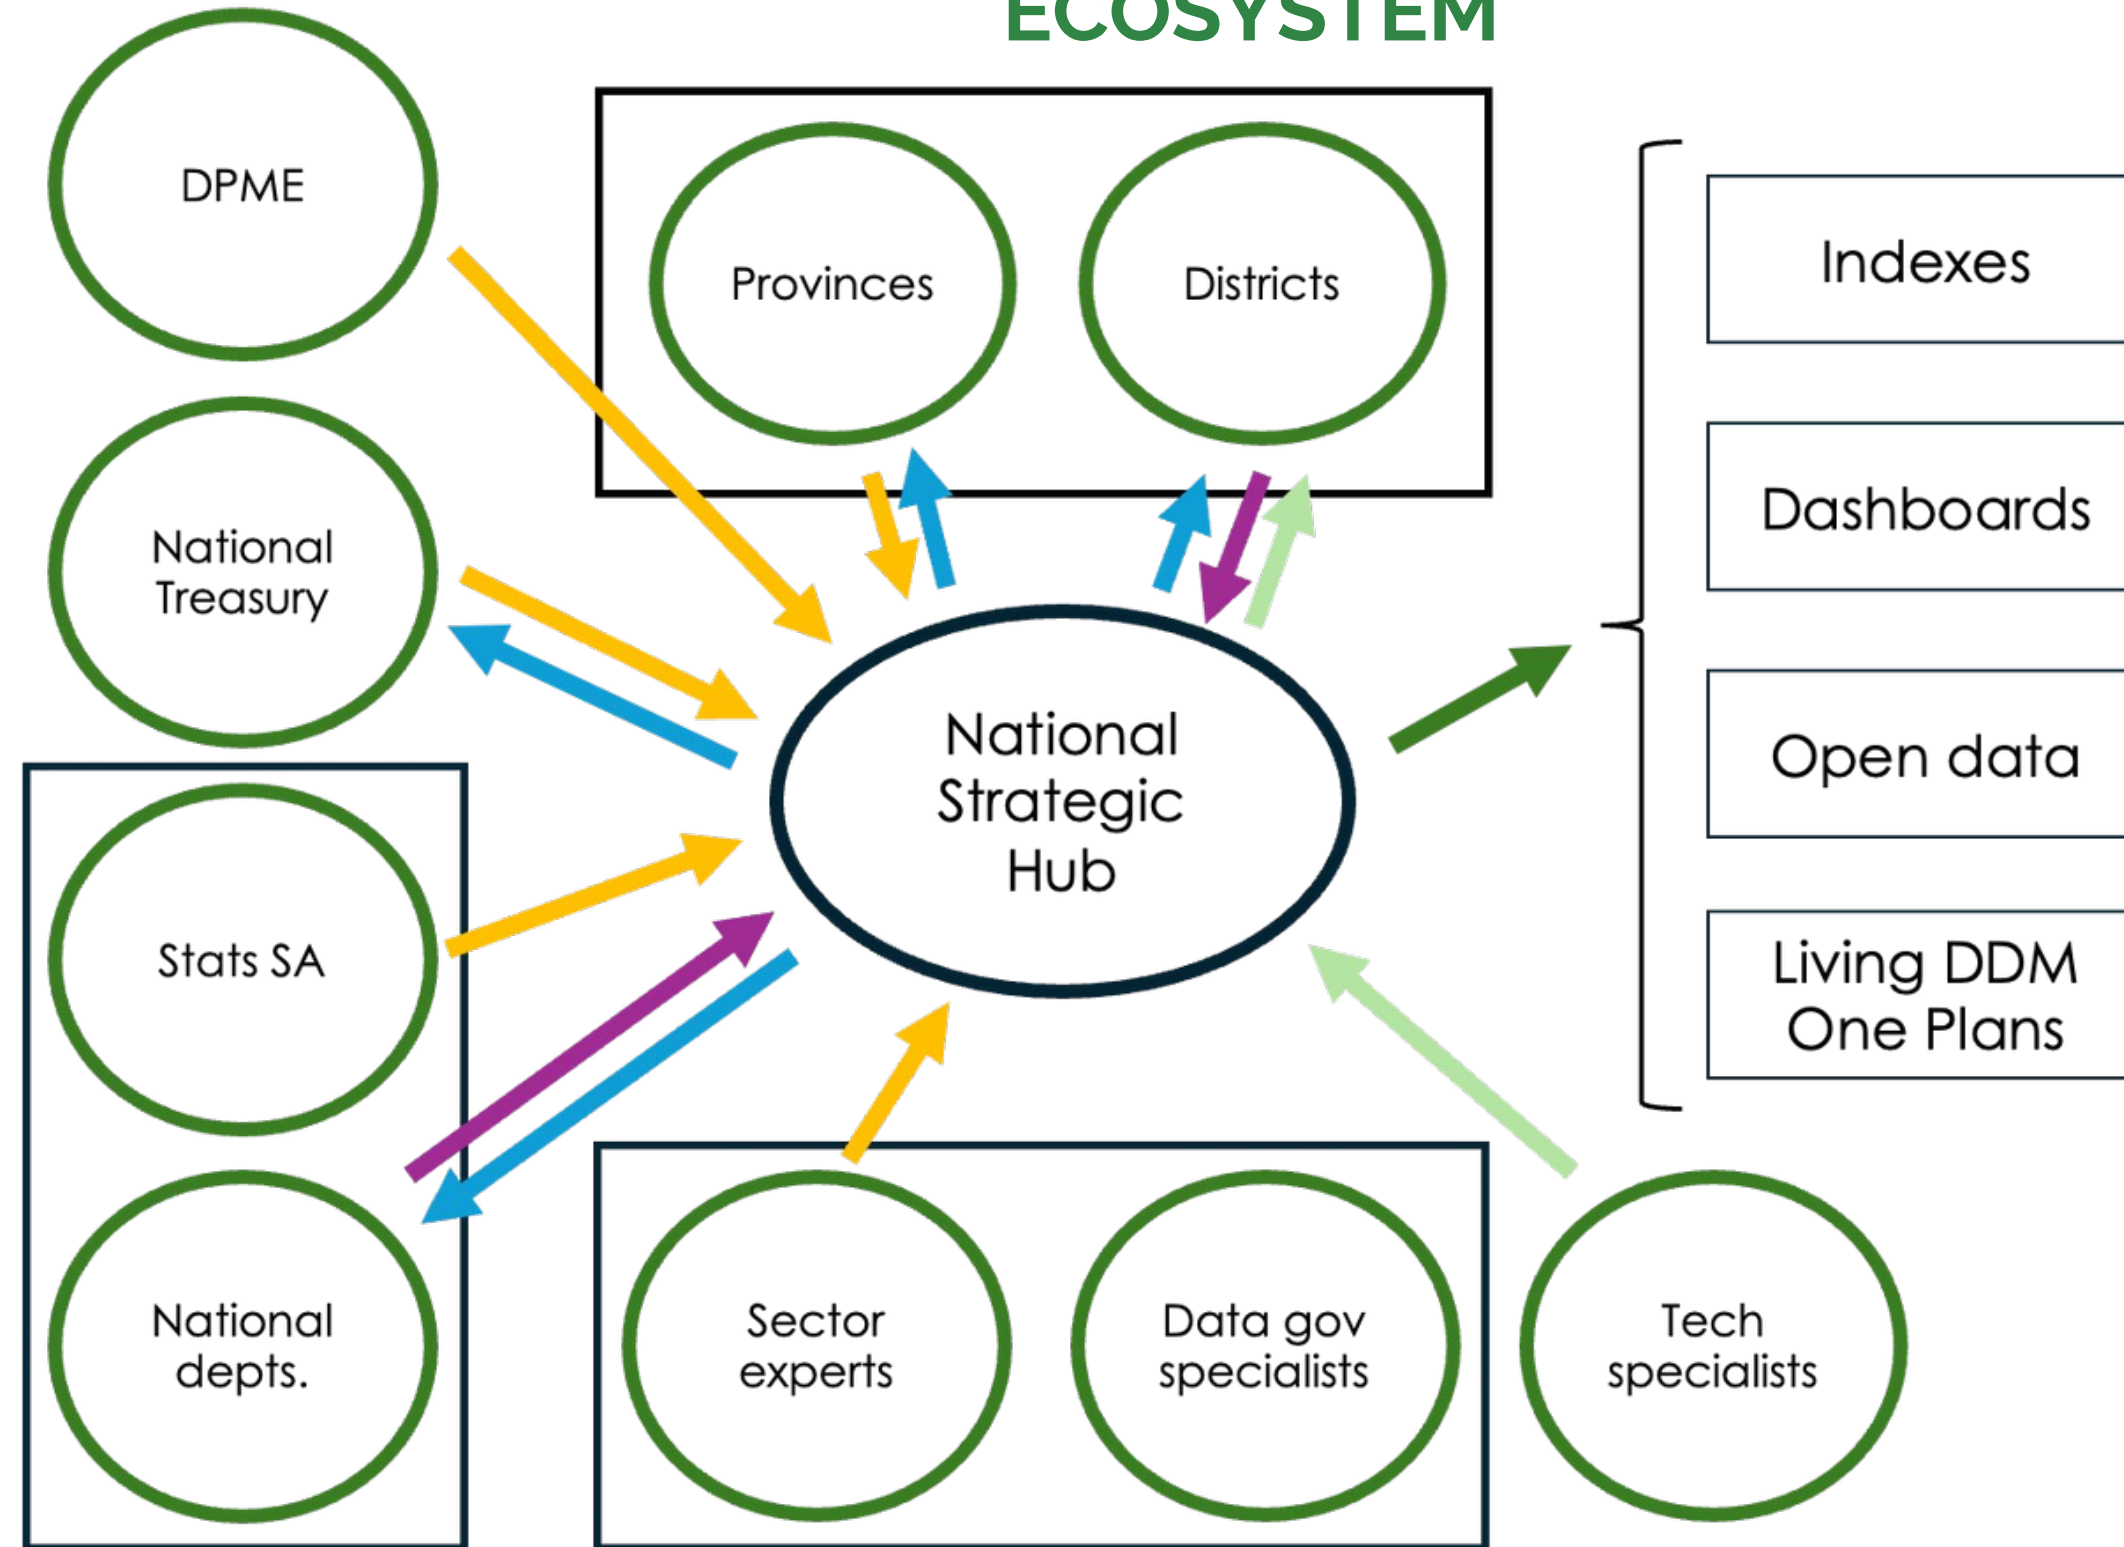 ECOSYSTEM
DPME
Provinces
Districts
Indexes
Dashboards
National
Treasury
National
Strategic
Hub
Open data
Stats SA
Living DDM
One Plans
National
depts.
Sector
experts
Data gov
specialists
Tech
specialists